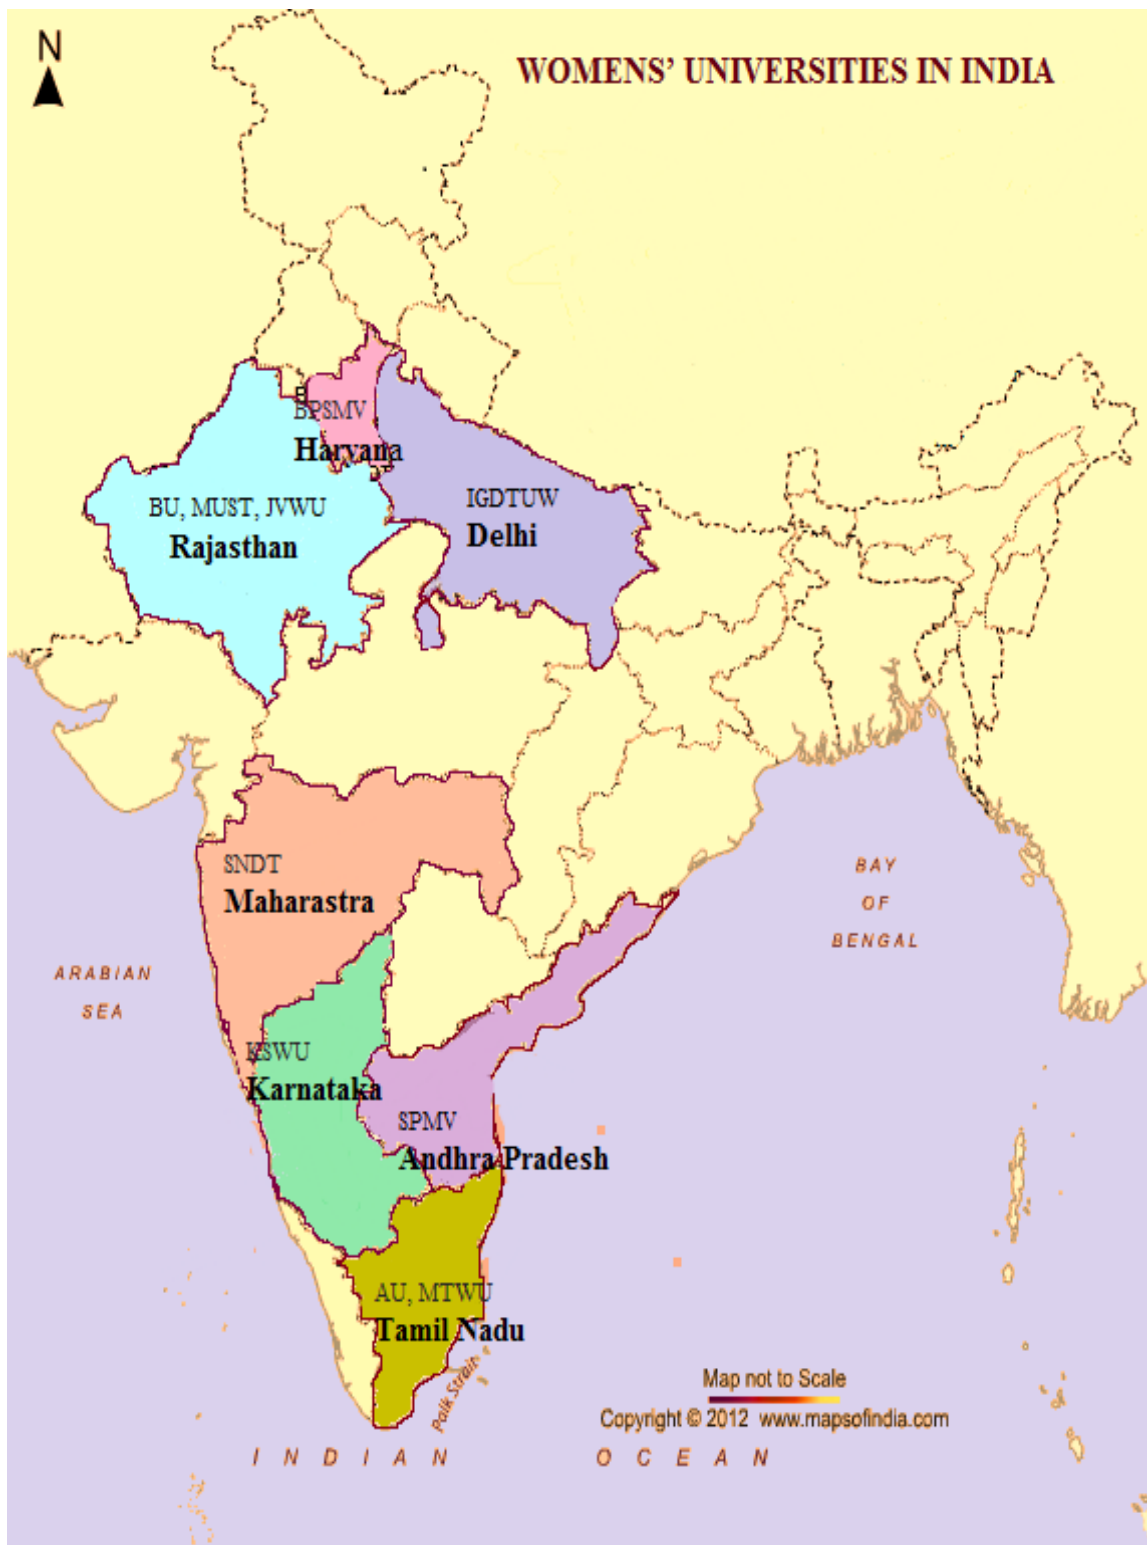 N
WOMENS' UNIVERSITIES IN INDIA
BPSMV
Haryana
BU, MUST, JVWU
Rajasthan
IGDTUW
Delhi
SNDT
Maharastra
BAY
OF
BENGAL
ARABIAN
SEA
KSWU
Karnataka
SPMV
Andhra Pradesh
AU, MTWU
Tamil Nadu
Palk Strait
Map not to Scale
Copyright © 2012 www.mapsofindia.com
INDIAN OCEAN